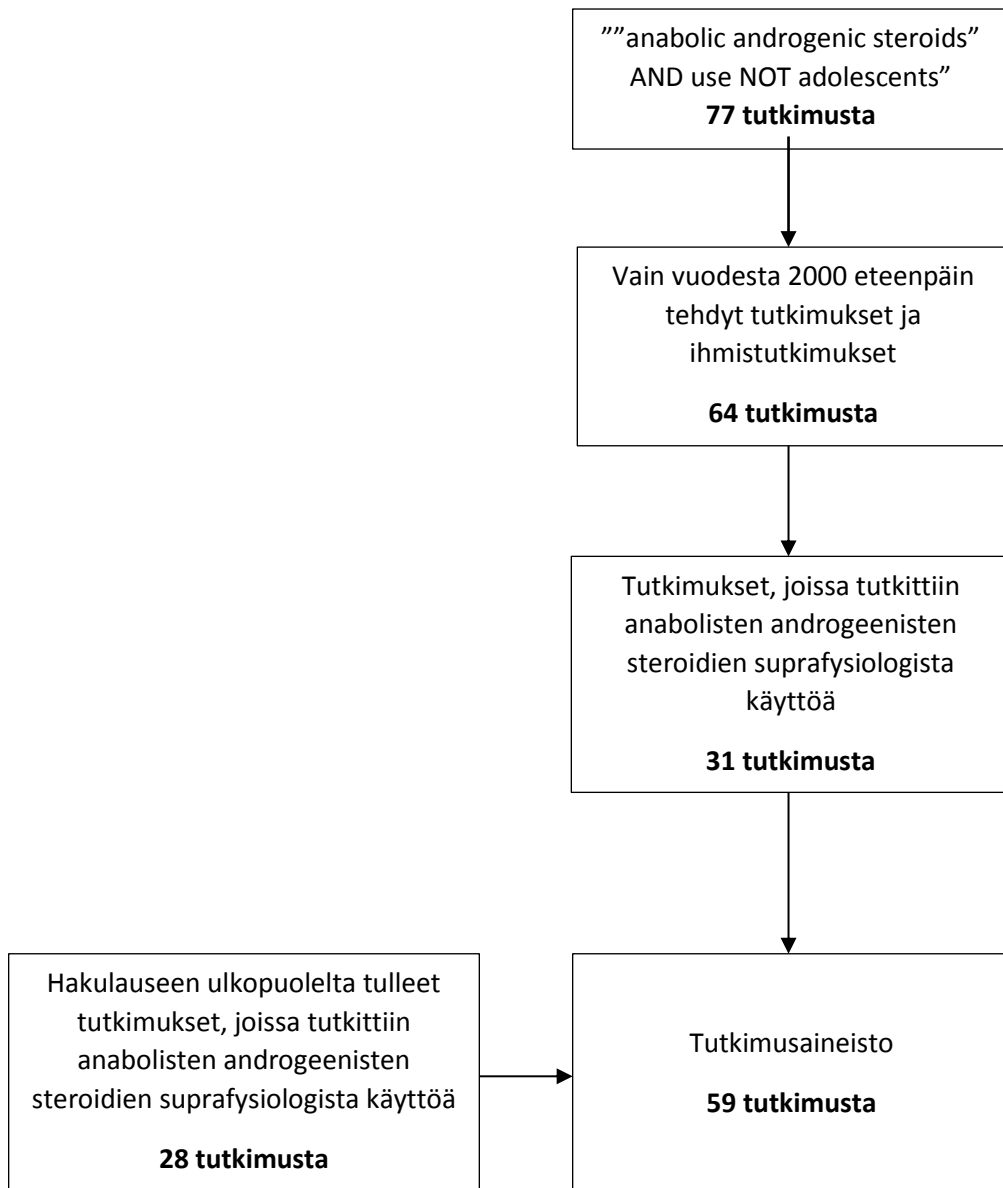 ””anabolic androgenic steroids”
AND use NOT adolescents”
77 tutkimusta
Vain vuodesta 2000 eteenpäin
tehdyt tutkimukset ja
ihmistutkimukset
64 tutkimusta
Tutkimukset, joissa tutkittiin
anabolisten androgeenisten
steroidien suprafysiologista
käyttöä
31 tutkimusta
Hakulauseen ulkopuolelta tulleet
tutkimukset, joissa tutkittiin
anabolisten androgeenisten
steroidien suprafysiologista käyttöä
28 tutkimusta
Tutkimusaineisto
59 tutkimusta